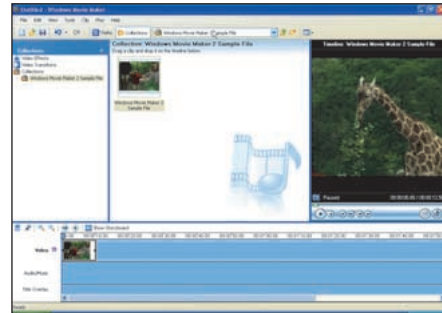 Untitled - Windows Movie Maker
File Edit View Tools Clip Play Help
Tasks Collections Windows Movie Maker 2 Sample File
Collections
Video Effects
Video Transitions
Collections
Windows Movie Maker 2 Sample File
Collection: Windows Movie Maker 2 Sample File
Drag a clip and drop it on the timeline below.
Windows Movie Maker 2
Sample File
Timeline: Windows Movie Maker 2 Sample File
Paused
Show Storyboard
Video
Audio/Music
Title Overlay
Ready